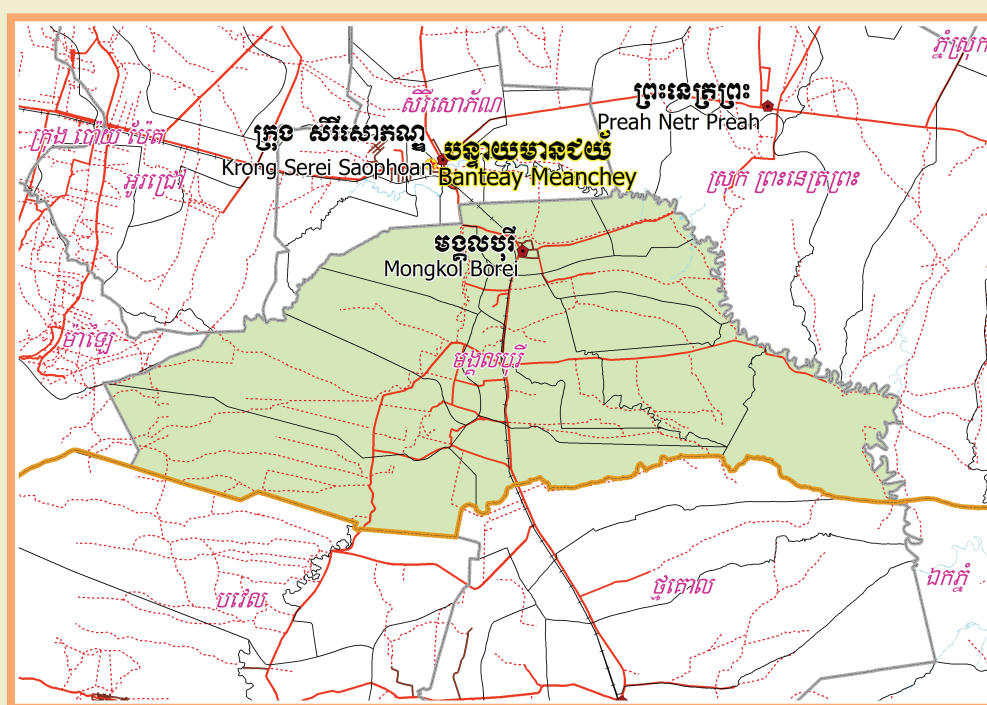 ភ្នំស្រុក
ព្រះនេត្រព្រះ
Preah Netr Preah
សិរីសោភ័ណ
ក្រុង ប៉ោយ ប៉ែត
ក្រុង សិរីសោភណ្ឌ
Krong Serei Saophoan
បន្ទាយមានជយ័
Banteay Meanchey
អូរជ្រៅ
ស្រុក ព្រះនេត្រព្រះ
មង្គលបុរី
Mongkol Borei
ម៉ាឡៃ
មង្គលបុរី
បវេល
ថ្មគោល
ឯកភ្នំ